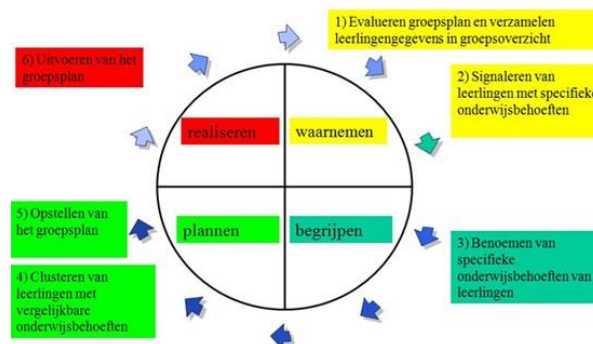 1) Evalueren groepsplan en verzamelen
leerlingengegevens in groepsoverzicht
2) Signaleren van
leerlingen met specifieke
onderwijsbehoeften
3) Benoemen van
specifieke
onderwijsbehoeften van
leerlingen
4) Clusteren van
leerlingen met
vergelijkbare
onderwijsbehoeften
5) Opstellen van
het groepsplan
6) Uitvoeren van het
groepsplan
realiseren
waarnemen
plannen
begrijpen